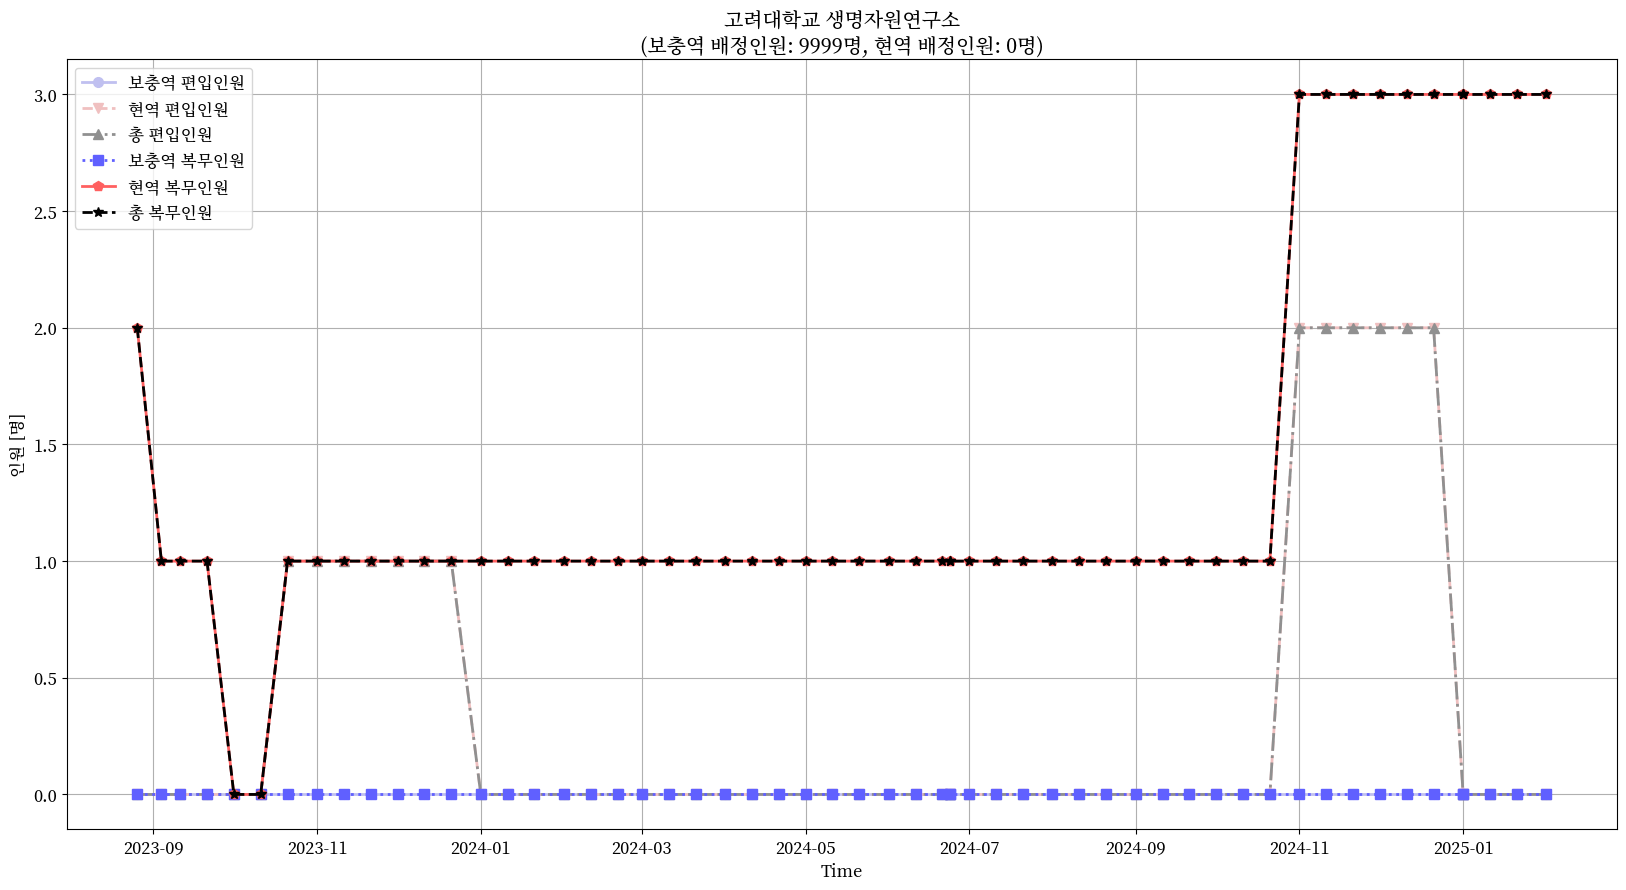 고려대학교 생명자원연구소
(보충역 배정인원: 9999명, 현역 배정인원: 0명)
보충역 편입인원
현역 편입인원
총 편입인원
보충역 복무인원
현역 복무인원
총 복무인원
3.0
2.5
2.0
1.5
1.0
0.5
0.0
인원 [명]
2023-09
2023-11
2024-01
2024-03
2024-05
2024-07
2024-09
2024-11
2025-01
Time